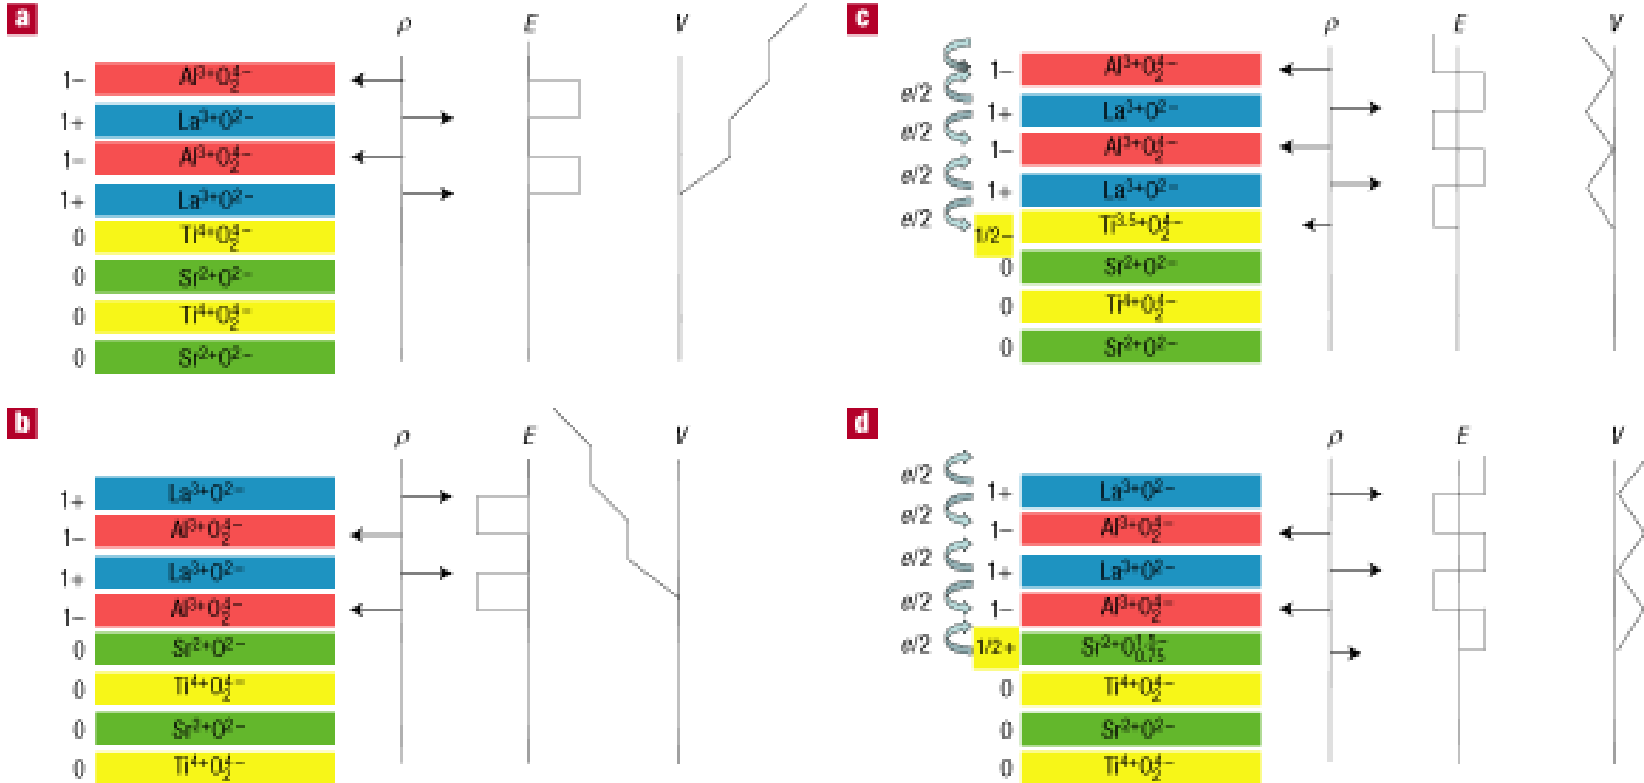 a
ρ E V
1– Al³⁺O₂⁴⁻
1+ La³⁺O²⁻
1– Al³⁺O₂⁴⁻
1+ La³⁺O²⁻
0 Ti⁴⁺O₂⁴⁻
0 Sr²⁺O²⁻
0 Ti⁴⁺O₂⁴⁻
0 Sr²⁺O²⁻
b
ρ E V
1+ La³⁺O²⁻
1– Al³⁺O₂⁴⁻
1+ La³⁺O²⁻
1– Al³⁺O₂⁴⁻
0 Sr²⁺O²⁻
0 Ti⁴⁺O₂⁴⁻
0 Sr²⁺O²⁻
0 Ti⁴⁺O₂⁴⁻
c
ρ E V
1– Al³⁺O₂⁴⁻
e/2
1+ La³⁺O²⁻
e/2
1– Al³⁺O₂⁴⁻
e/2
1+ La³⁺O²⁻
e/2
1/2– Ti³·⁵⁺O₂⁴⁻
0 Sr²⁺O²⁻
0 Ti⁴⁺O₂⁴⁻
0 Sr²⁺O²⁻
d
ρ E V
e/2
1+ La³⁺O²⁻
e/2
1– Al³⁺O₂⁴⁻
e/2
1+ La³⁺O²⁻
e/2
1– Al³⁺O₂⁴⁻
e/2 1/2+ Sr²⁺O₀.₇₅¹·⁵⁻
0 Ti⁴⁺O₂⁴⁻
0 Sr²⁺O²⁻
0 Ti⁴⁺O₂⁴⁻